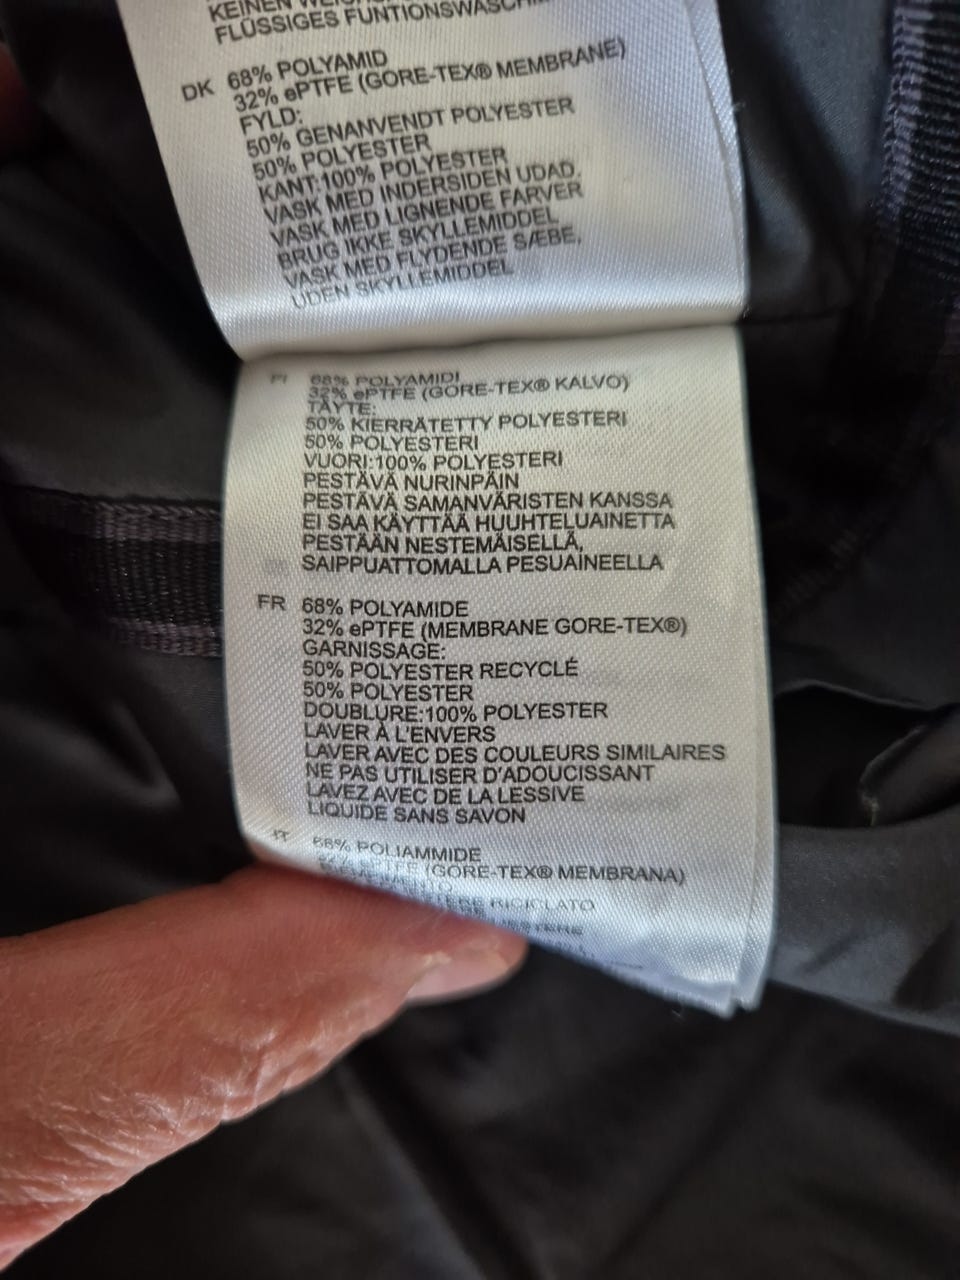 KEINEN
FLÜSSIGES FUNTIONSWASCHM
DK 68% POLYAMID
32% ePTFE (GORE-TEX® MEMBRANE)
FYLD:
50% GENANVENDT POLYESTER
50% POLYESTER
KANT:100% POLYESTER
VASK MED INDERSIDEN UDAD.
VASK MED LIGNENDE FARVER
BRUG IKKE SKYLLEMIDDEL
VASK MED FLYDENDE SÆBE,
UDEN SKYLLEMIDDEL
FI 68% POLYAMIDI
32% ePTFE (GORE-TEX® KALVO)
TÄYTE:
50% KIERRÄTETTY POLYESTERI
50% POLYESTERI
VUORI:100% POLYESTERI
PESTÄVÄ NURINPÄIN
PESTÄVÄ SAMANVÄRISTEN KANSSA
EI SAA KÄYTTÄÄ HUUHTELUAINETTA
PESTÄÄN NESTEMÄISELLÄ,
SAIPPUATTOMALLA PESUAINEELLA
FR 68% POLYAMIDE
32% ePTFE (MEMBRANE GORE-TEX®)
GARNISSAGE:
50% POLYESTER RECYCLÉ
50% POLYESTER
DOUBLURE:100% POLYESTER
LAVER À L'ENVERS
LAVER AVEC DES COULEURS SIMILAIRES
NE PAS UTILISER D'ADOUCISSANT
LAVEZ AVEC DE LA LESSIVE
LIQUIDE SANS SAVON
IT 68% POLIAMMIDE
32% ePTFE (GORE-TEX® MEMBRANA)
RICICLATO